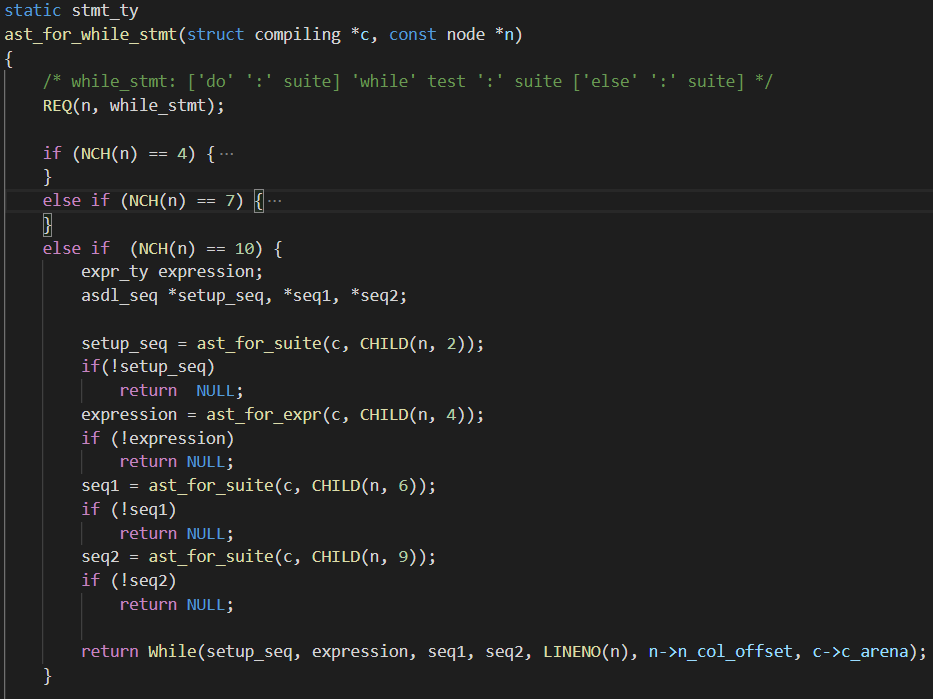 static stmt_ty
ast_for_while_stmt(struct compiling *c, const node *n)
{
    /* while_stmt: ['do' ':' suite] 'while' test ':' suite ['else' ':' suite] */
    REQ(n, while_stmt);

    if (NCH(n) == 4) {···
    }
    else if (NCH(n) == 7) {···
    }
    else if  (NCH(n) == 10) {
        expr_ty expression;
        asdl_seq *setup_seq, *seq1, *seq2;

        setup_seq = ast_for_suite(c, CHILD(n, 2));
        if(!setup_seq)
            return  NULL;
        expression = ast_for_expr(c, CHILD(n, 4));
        if (!expression)
            return NULL;
        seq1 = ast_for_suite(c, CHILD(n, 6));
        if (!seq1)
            return NULL;
        seq2 = ast_for_suite(c, CHILD(n, 9));
        if (!seq2)
            return NULL;

        return While(setup_seq, expression, seq1, seq2, LINENO(n), n->n_col_offset, c->c_arena);
    }